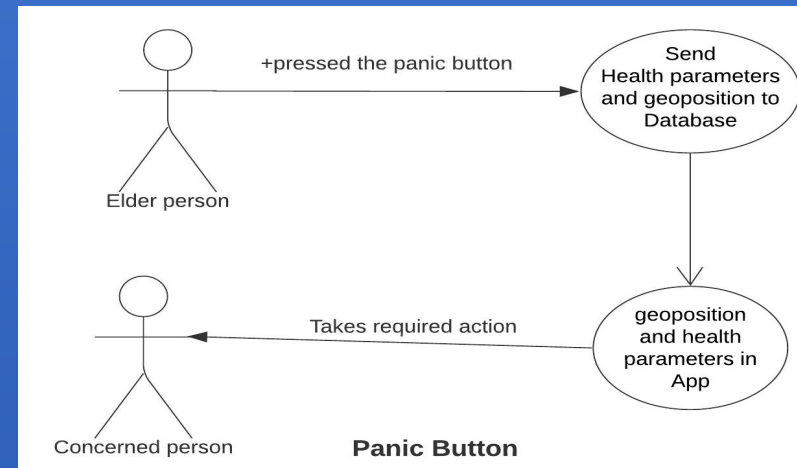 +pressed the panic button
Send
Health parameters
and geoposition to
Database
Elder person
geoposition
and health
parameters in
App
Takes required action
Concerned person
Panic Button